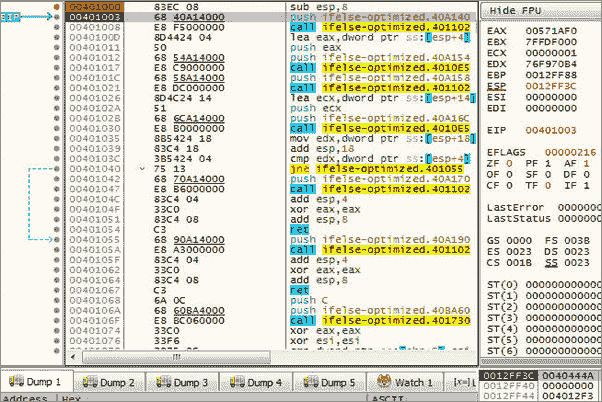 00401000 83EC 08 sub esp,8 Hide FPU
EIP 00401003 68 40A14000 push ifelse-optimized.40A140
00401008 E8 F5000000 call ifelse-optimized.401102 EAX 00571AF0
0040100D 8D4424 04 lea eax,dword ptr ss:[esp+4] EBX 7FFDF000
00401011 50 push eax ECX 00000001
00401012 68 54A14000 push ifelse-optimized.40A154 EDX 76F970B4
00401017 E8 C9000000 call ifelse-optimized.4010E5 EBP 0012FF88
0040101C 68 58A14000 push ifelse-optimized.40A158 ESP 0012FF3C
00401021 E8 DC000000 call ifelse-optimized.401102 ESI 00000000
00401026 8D4C24 14 lea ecx,dword ptr ss:[esp+14] EDI 00000000
0040102A 51 push ecx
0040102B 68 6CA14000 push ifelse-optimized.40A16C EIP 00401003
00401030 E8 B0000000 call ifelse-optimized.4010E5
00401035 8B5424 18 mov edx,dword ptr ss:[esp+18] EFLAGS 00000216
00401039 83C4 18 add esp,18 ZF 0 PF 1 AF 1
0040103C 3B5424 04 cmp edx,dword ptr ss:[esp+4] OF 0 SF 0 DF 0
00401040 75 13 jne ifelse-optimized.401055 CF 0 TF 0 IF 1
00401042 68 70A14000 push ifelse-optimized.40A170
00401047 E8 B6000000 call ifelse-optimized.401102 LastError 0000000
0040104C 83C4 04 add esp,4 LastStatus 0000000
0040104F 33C0 xor eax,eax
00401051 83C4 08 add esp,8 GS 0000 FS 003B
00401054 C3 ret ES 0023 DS 0023
00401055 68 90A14000 push ifelse-optimized.40A190 CS 001B SS 0023
0040105A E8 A3000000 call ifelse-optimized.401102
0040105F 83C4 04 add esp,4 ST(0) 000000000000
00401062 33C0 xor eax,eax ST(1) 000000000000
00401064 83C4 08 add esp,8 ST(2) 000000000000
00401067 C3 ret ST(3) 000000000000
00401068 6A 0C push C ST(4) 000000000000
0040106A 68 60BA4000 push ifelse-optimized.40BA60 ST(5) 000000000000
0040106F E8 BC060000 call ifelse-optimized.401730 ST(6) 000000000000
00401074 33C0 xor eax,eax
00401076 33F6 xor esi,esi
Dump 1 Dump 2 Dump 3 Dump 4 Dump 5 Watch 1 [x=] L 0012FF3C 0040444A
0012FF40 00000000
Address Hex ASCII 0012FF44 004012F3